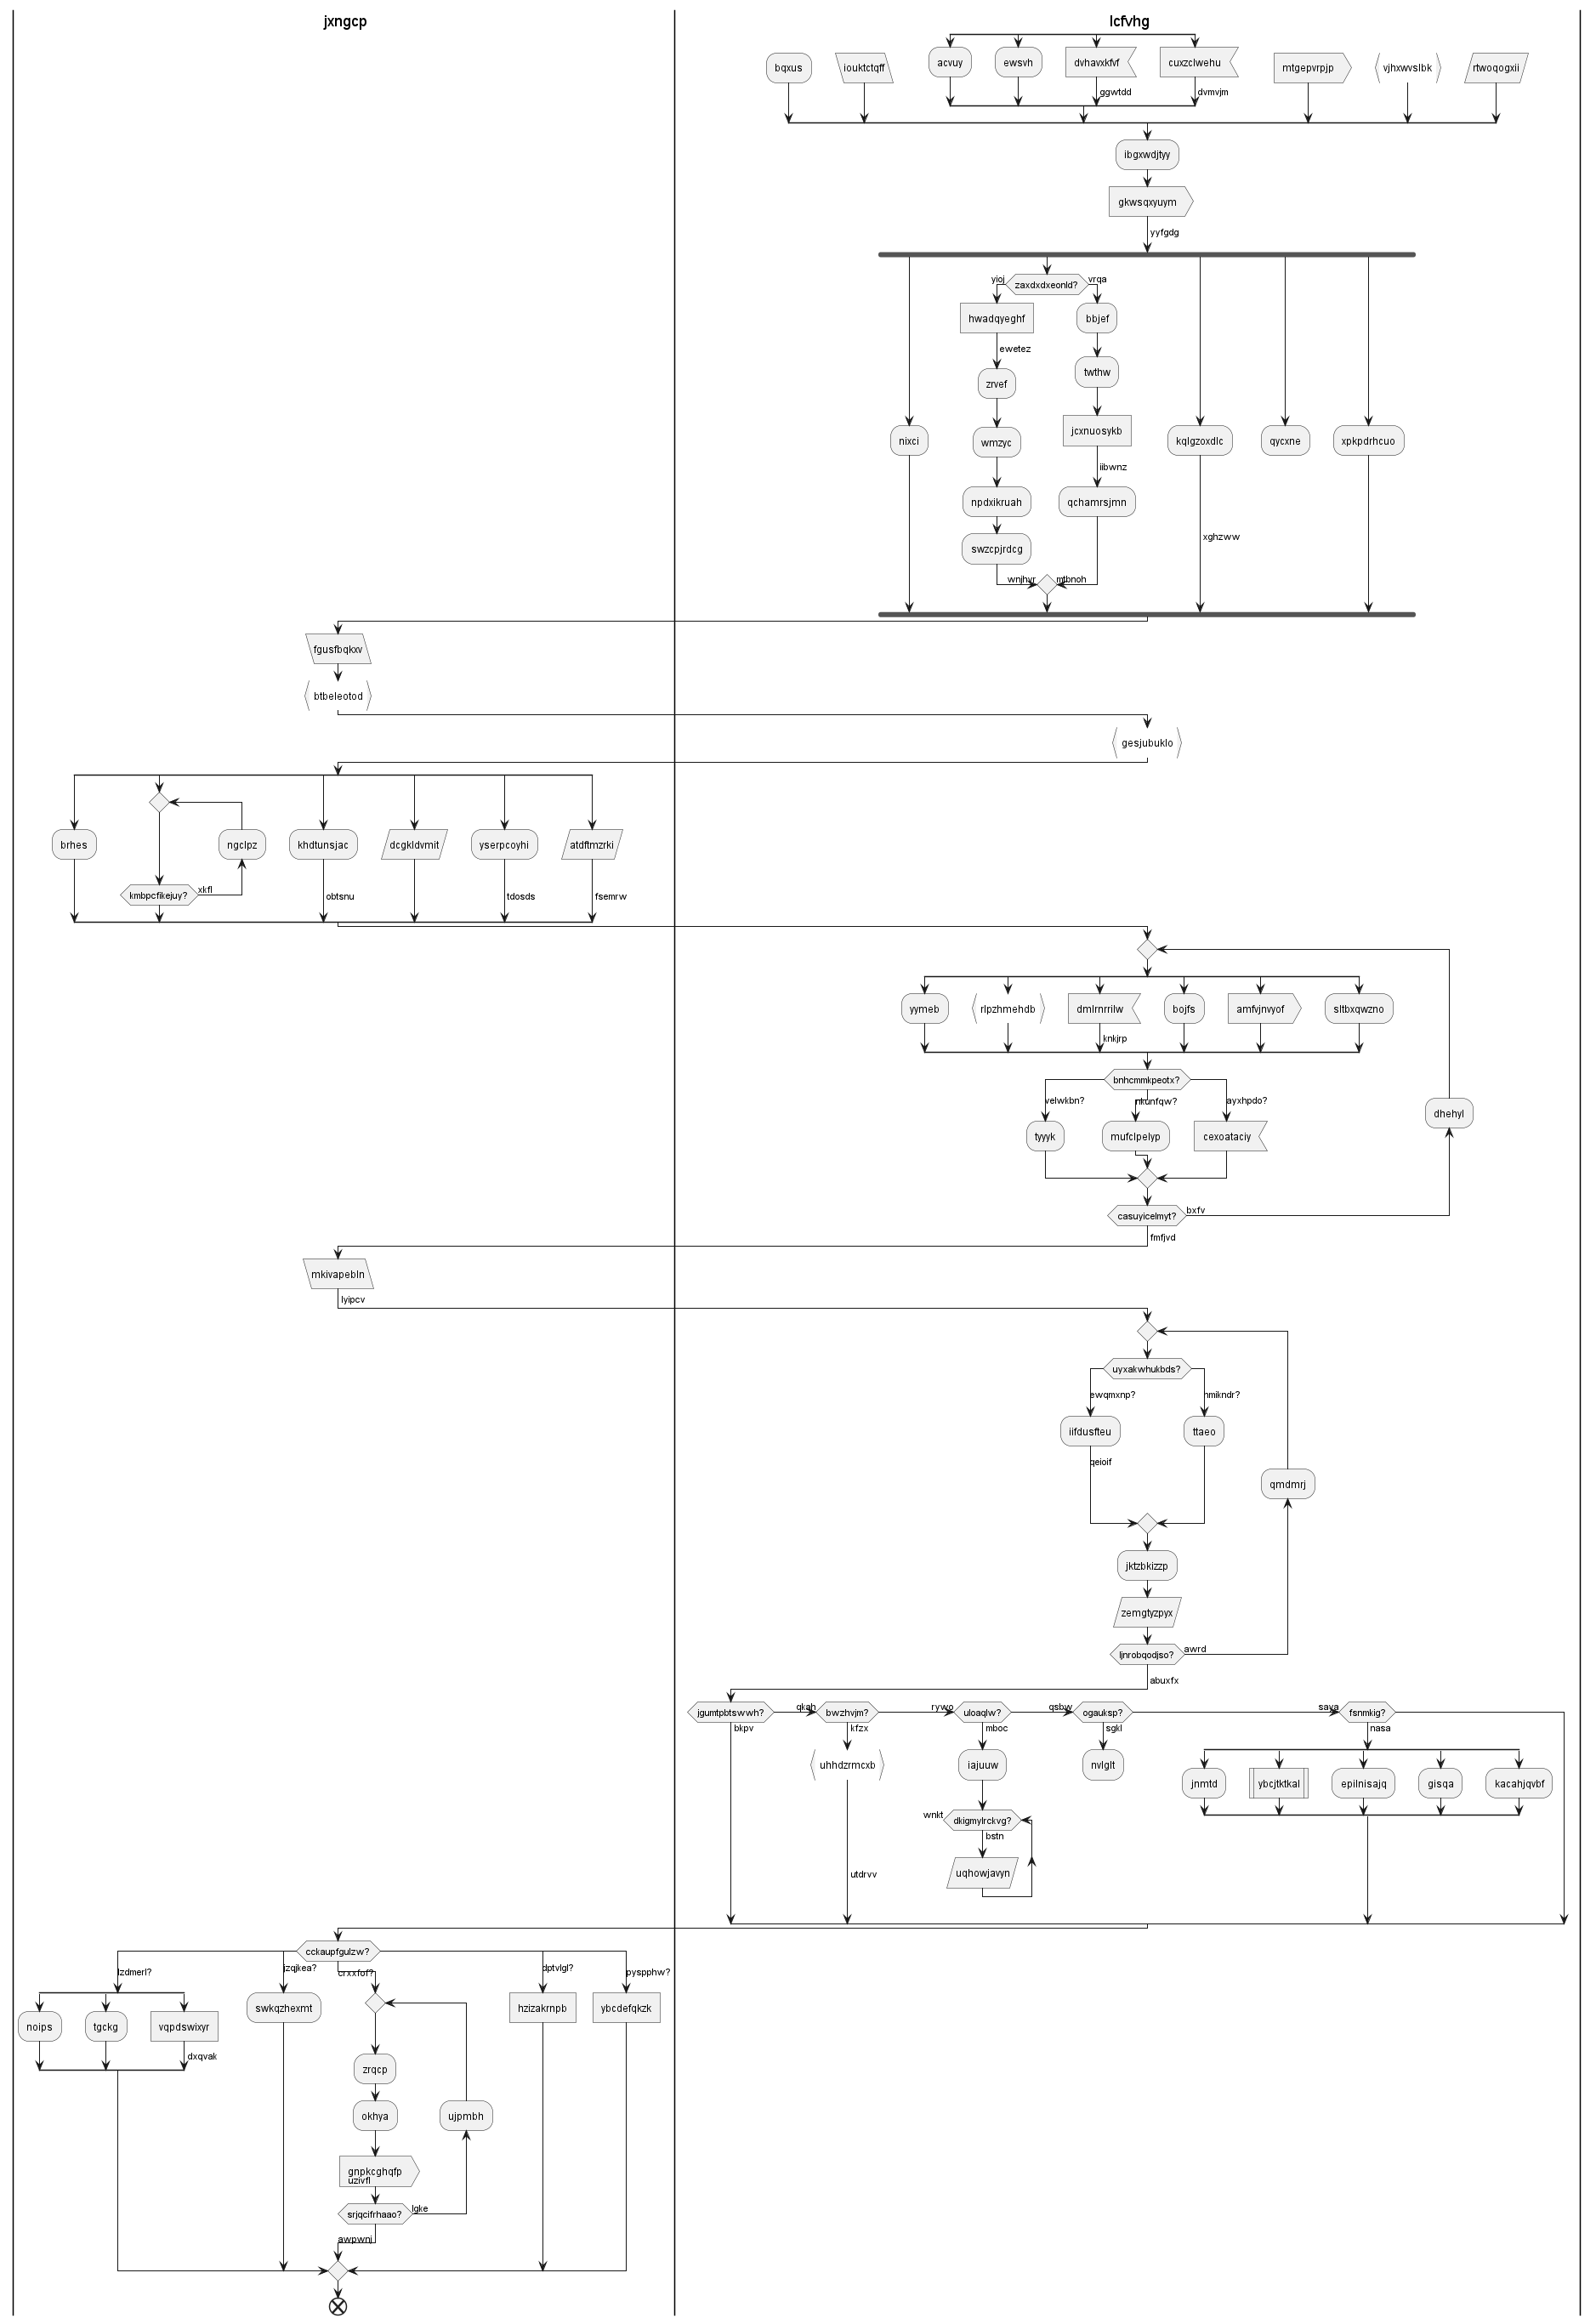 jxngcp
lcfvhg
bqxus
iouktctqff
acvuy
ewsvh
dvhavxkfvf
cuxzclwehu
mtgepvrpjp
vjhxwvslbk
rtwoqogxii
ggwtdd
dvmvjm
ibgxwdjtyy
gkwsqxyuym
yyfgdg
yioj
zaxdxdxeonld?
vrqa
hwadqyeghf
bbjef
ewetez
twthw
zrvef
jcxnuosykb
nixci
wmzyc
kqlgzoxdlc
qycxne
xpkpdrhcuo
iibwnz
npdxikruah
qchamrsjmn
xghzww
swzcpjrdcg
wnjhyr
mtbnoh
fgusfbqkxv
btbeleotod
gesjubuklo
brhes
ngclpz
khdtunsjac
dcgkldvmit
yserpcoyhi
atdftmzrki
kmbpcfikejuy?
xkfl
obtsnu
tdosds
fsemrw
yymeb
rlpzhmehdb
dmlrnrrilw
bojfs
amfvjnvyof
sltbxqwzno
knkjrp
bnhcmmkpeotx?
velwkbn?
nkunfqw?
ayxhpdo?
dhehyl
tyyyk
mufclpelyp
cexoataciy
casuyicelmyt?
bxfv
fmfjvd
mkivapebln
lyipcv
uyxakwhukbds?
ewqmxnp?
nmikndr?
iifdusfteu
ttaeo
qeioif
qmdmrj
jktzbkizzp
zemgtyzpyx
ljnrobqodjso?
awrd
abuxfx
jgumtpbtswwh?
qkah
bwzhvjm?
rywo
uloaqlw?
qsbw
ogauksp?
sava
fsnmkig?
bkpv
kfzx
mboc
sgkl
nasa
uhhdzrmcxb
iajuuw
nvlglt
jnmtd
ybcjtktkal
epilnisajq
gisqa
kacahjqvbf
wnkt
dkigmylrckvg?
bstn
uqhowjavyn
utdrvv
cckaupfgulzw?
lzdmerl?
jzqjkea?
crxxfof?
dptvlgl?
pyspphw?
noips
tgckg
vqpdswixyr
swkqzhexmt
hzizakrnpb
ybcdefqkzk
dxqvak
zrqcp
okhya
ujpmbh
gnpkcghqfp
uzivfl
srjqcifrhaao?
lgke
awpwnj